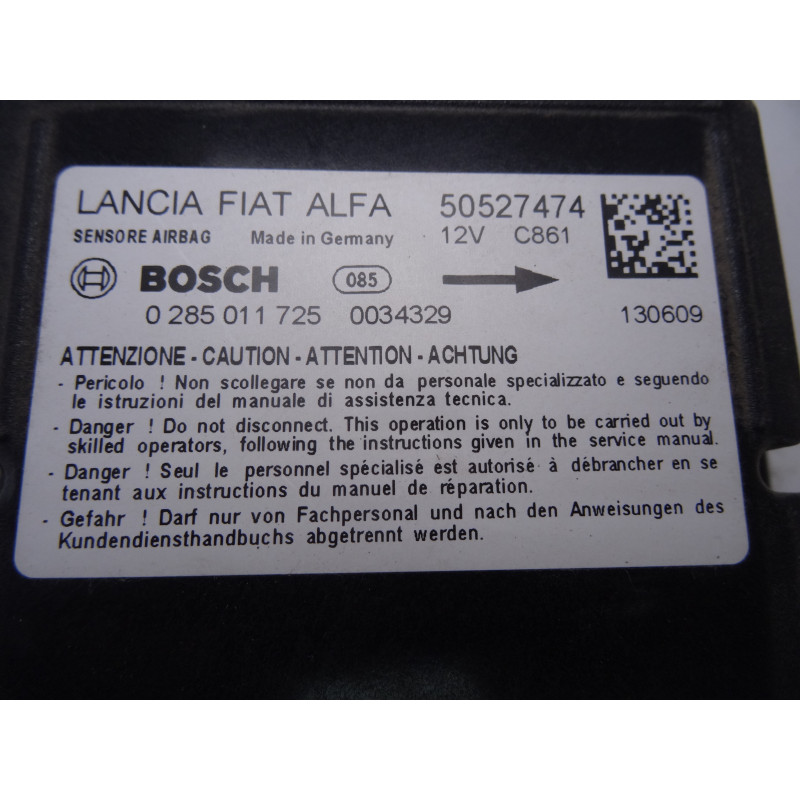 LANCIA FIAT ALFA 50527474
SENSORE AIRBAG Made in Germany 12V C861
BOSCH 085
0 285 011 725 0034329 130609
ATTENZIONE - CAUTION - ATTENTION - ACHTUNG
- Pericolo ! Non scollegare se non da personale specializzato e seguendo
le istruzioni del manuale di assistenza tecnica.
- Danger ! Do not disconnect. This operation is only to be carried out by
skilled operators, following the instructions given in the service manual.
- Danger ! Seul le personnel spécialisé est autorisé à débrancher en se
tenant aux instructions du manuel de réparation.
- Gefahr ! Darf nur von Fachpersonal und nach den Anweisungen des
Kundendiensthandbuchs abgetrennt werden.